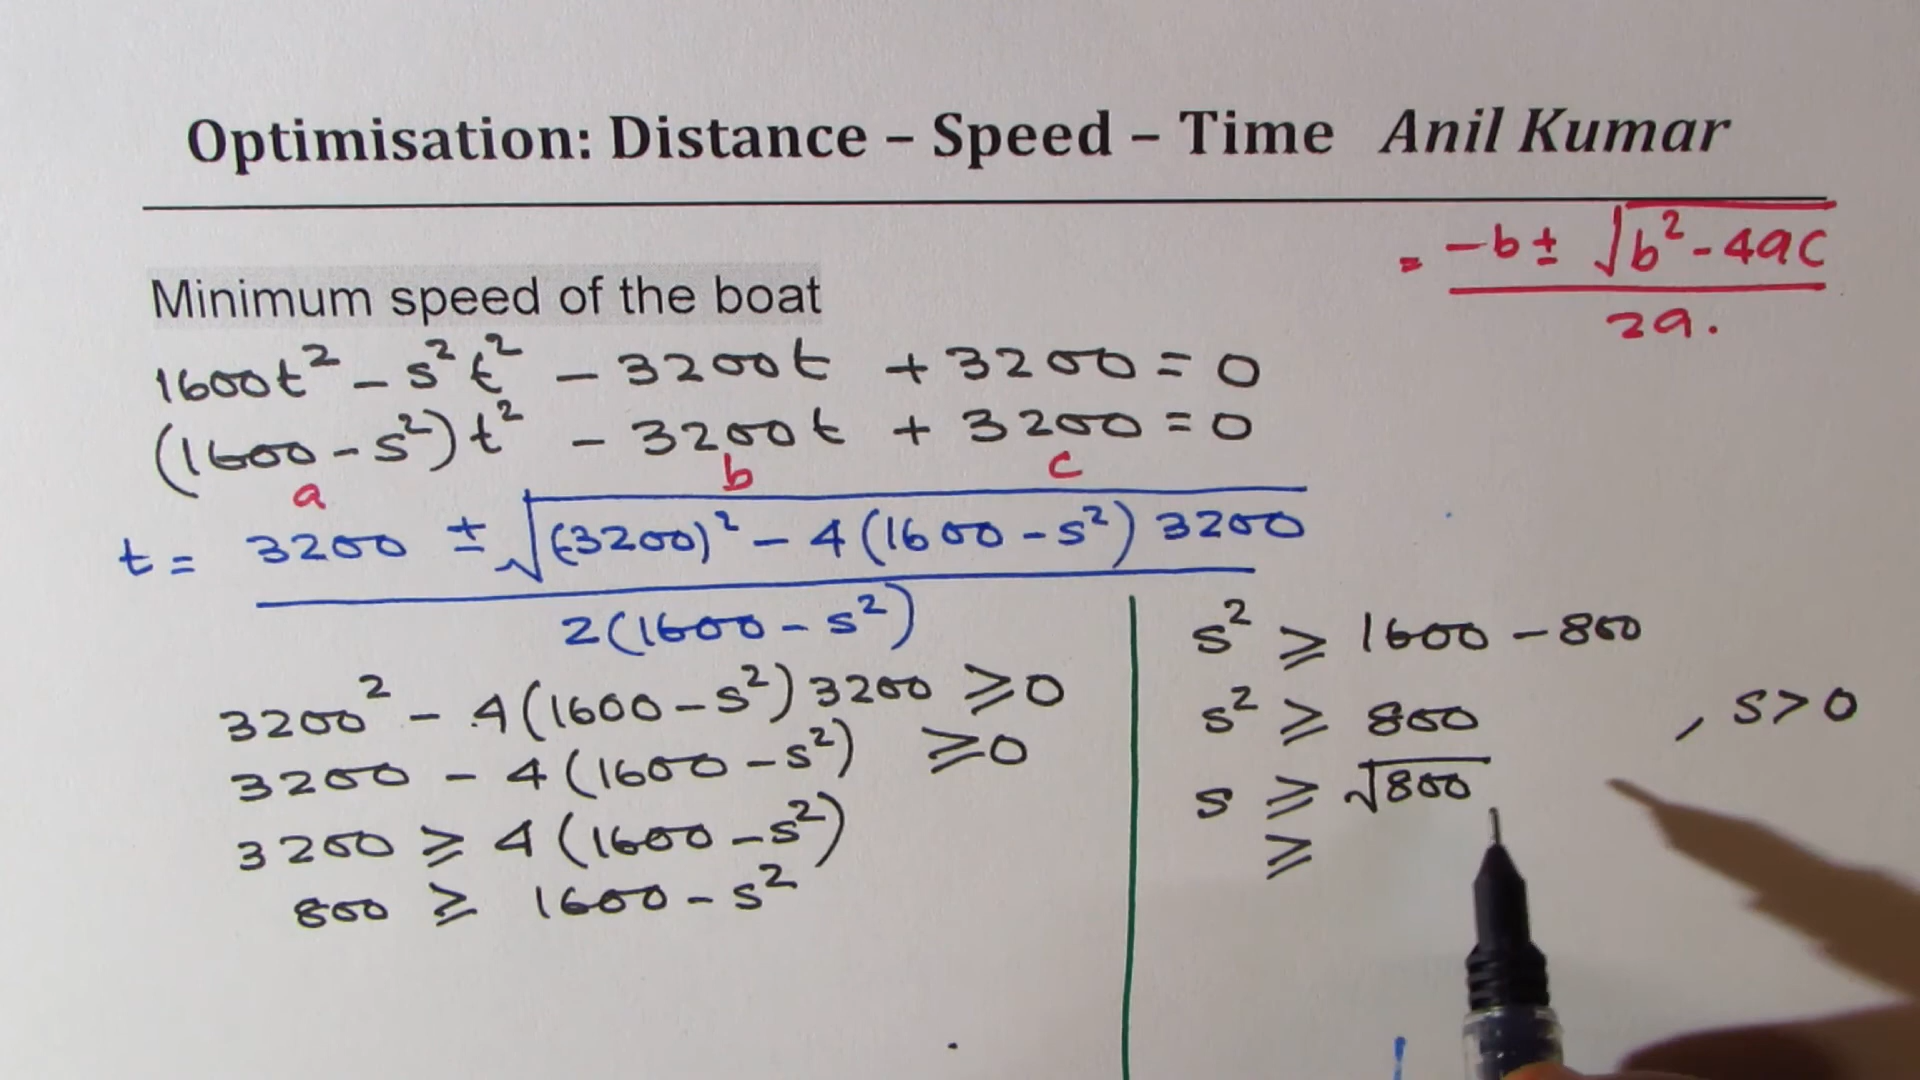 Optimisation: Distance – Speed – Time Anil Kumar
= −b ± √(b² − 4ac) / 2a.
Minimum speed of the boat
1600t² − s²t² − 3200t + 3200 = 0
(1600 − s²)t² − 3200t + 3200 = 0
a b c
t = 3200 ± √((-3200)² − 4(1600 − s²) 3200) / 2(1600 − s²)
3200² − 4(1600 − s²) 3200 ≥ 0
3200 − 4(1600 − s²) ≥ 0
3200 ≥ 4(1600 − s²)
800 ≥ 1600 − s²
s² ≥ 1600 − 800
s² ≥ 800 , s > 0
s ≥ √800
≥